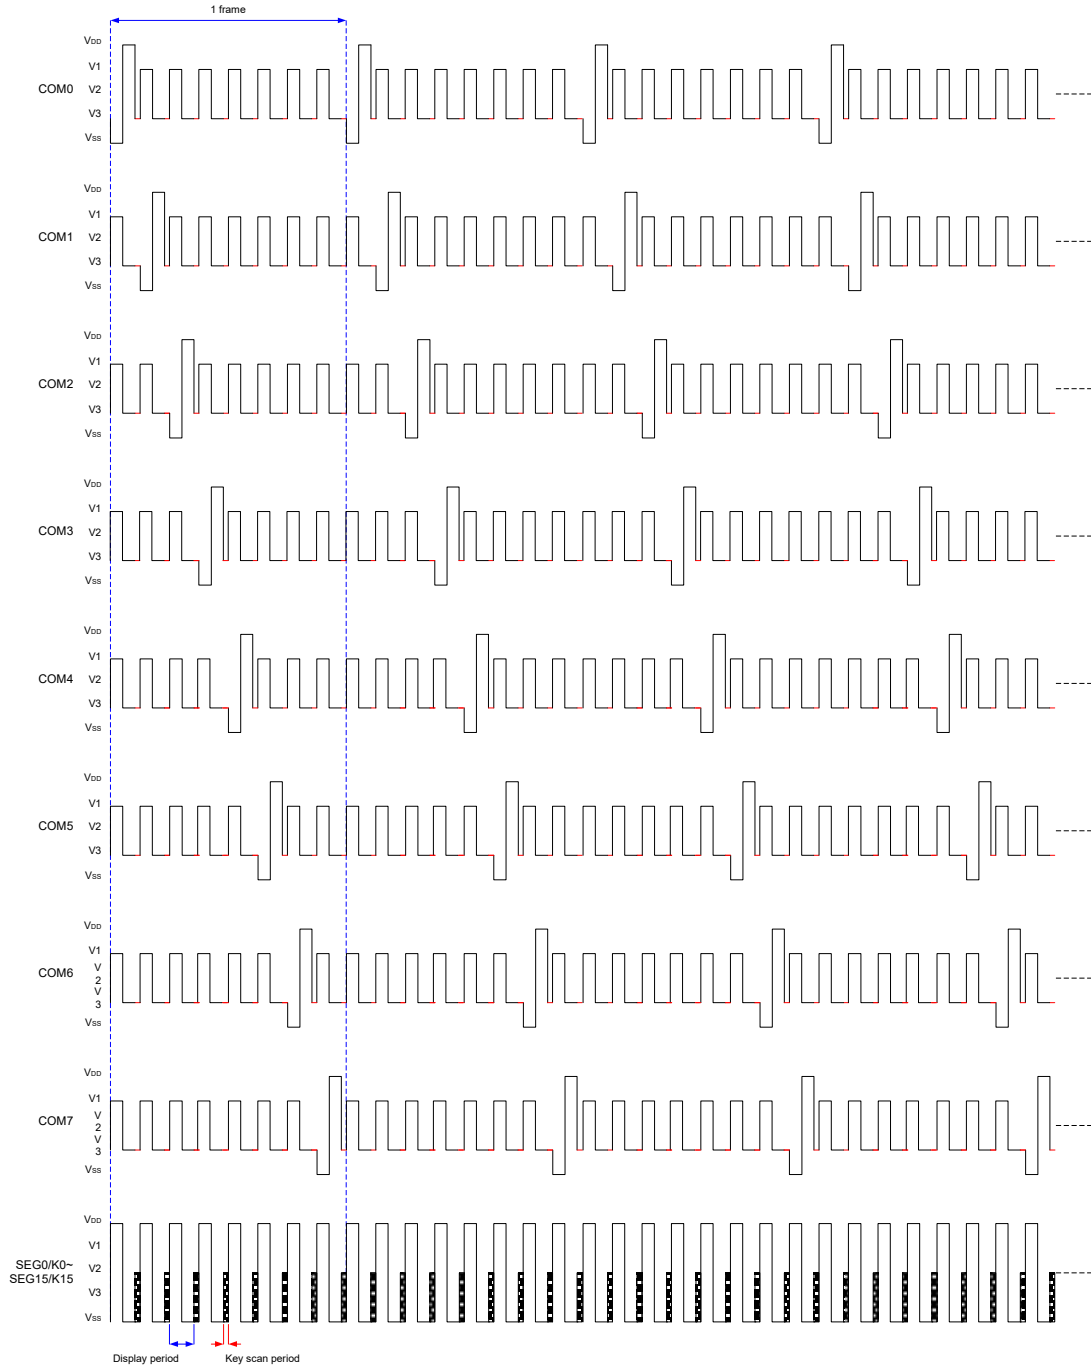 1 frame
VDD
V1
COM0 V2
V3
VSS
VDD
V1
COM1 V2
V3
VSS
VDD
V1
COM2 V2
V3
VSS
VDD
V1
COM3 V2
V3
VSS
VDD
V1
COM4 V2
V3
VSS
VDD
V1
COM5 V2
V3
VSS
VDD
V1
V
COM6 2
V
3
VSS
VDD
V1
V
COM7 2
V
3
VSS
VDD
V1
SEG0/K0~ V2
SEG15/K15
V3
VSS
Display period Key scan period